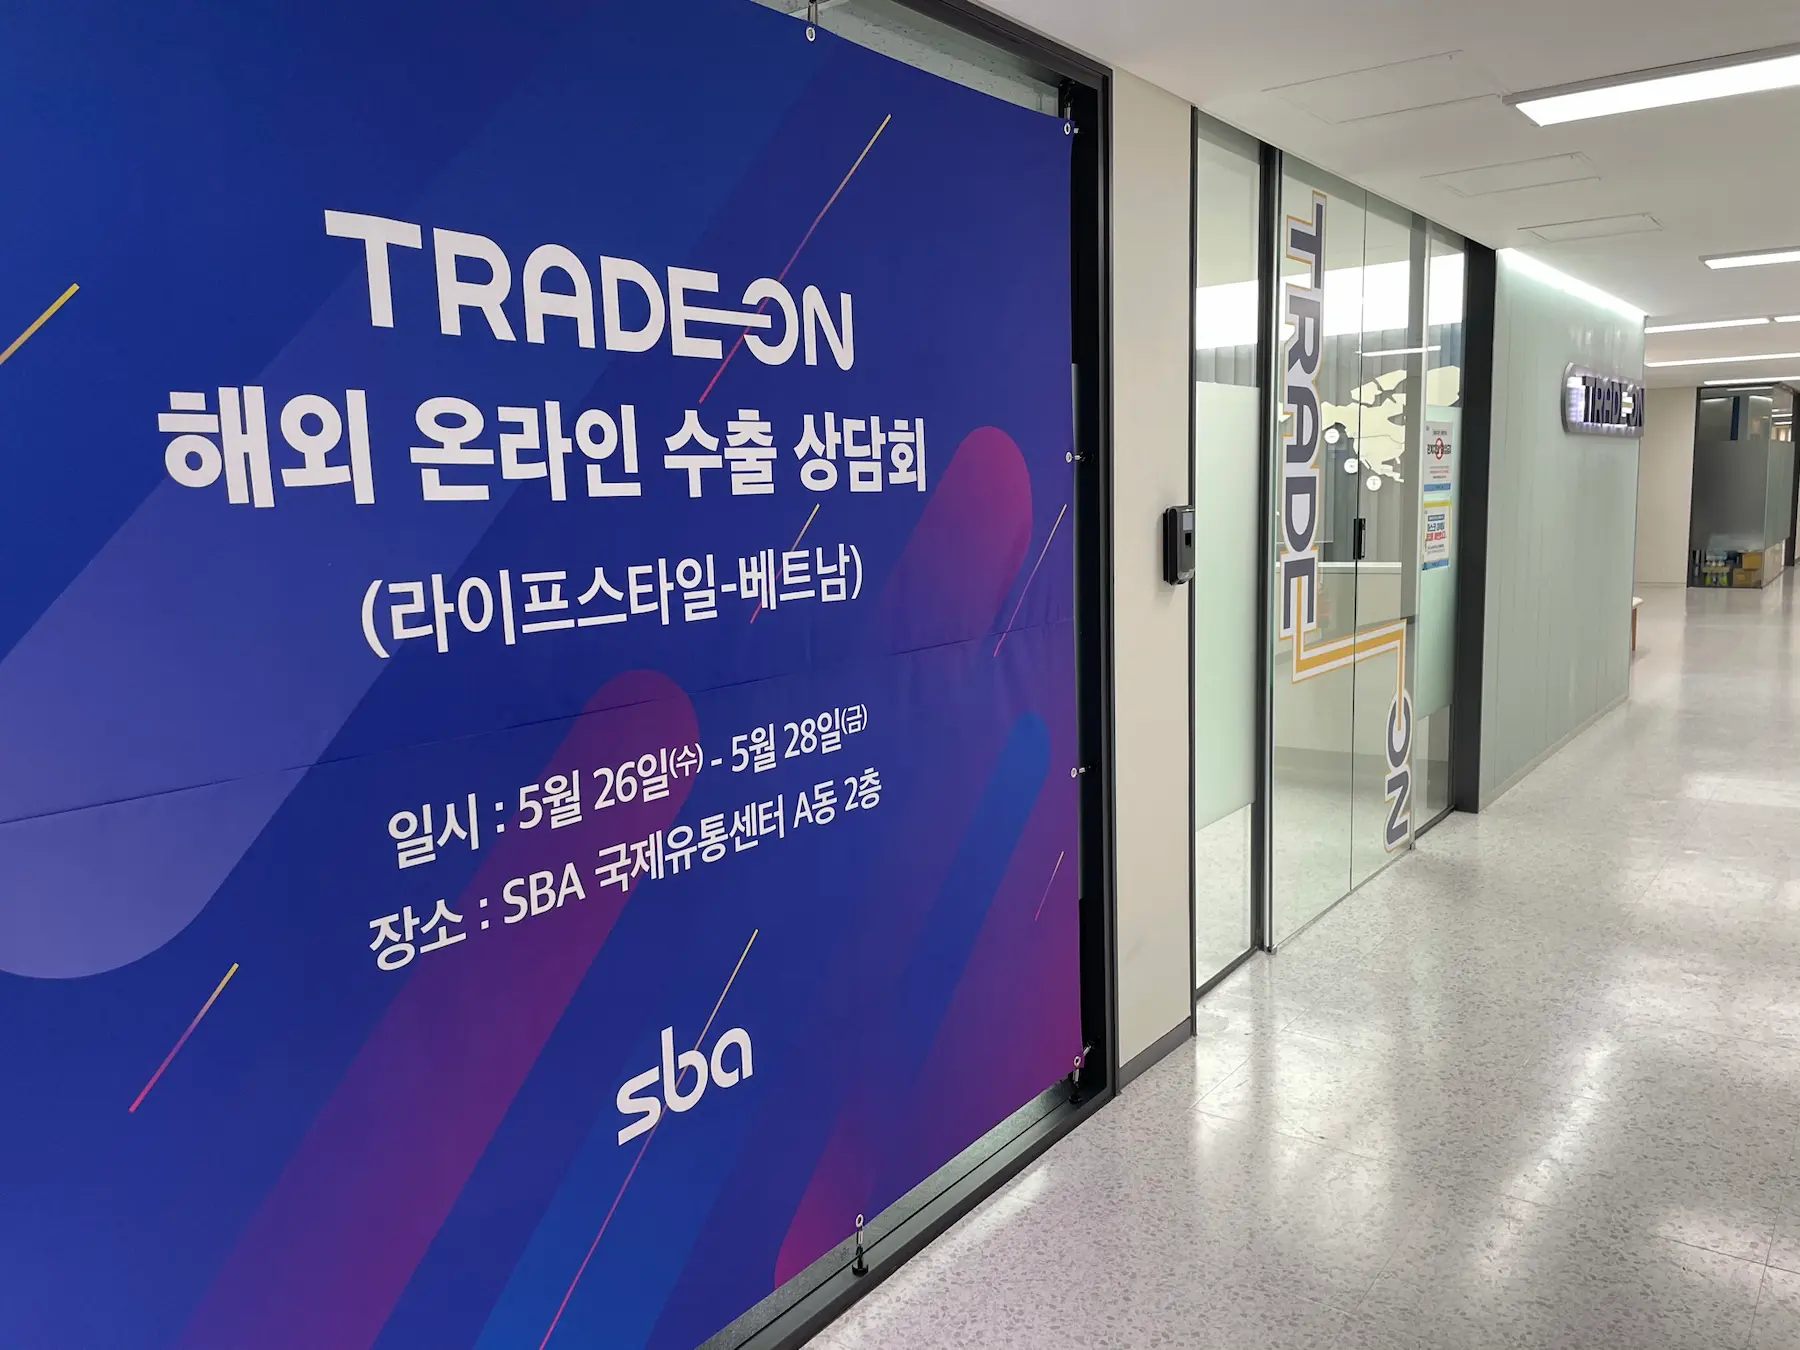 TRADE-ON
해외 온라인 수출 상담회
(라이프스타일-베트남)
일시 : 5월 26일(수) - 5월 28일(금)
장소 : SBA 국제유통센터 A동 2층
sba
TRADE ON
TRADE-ON